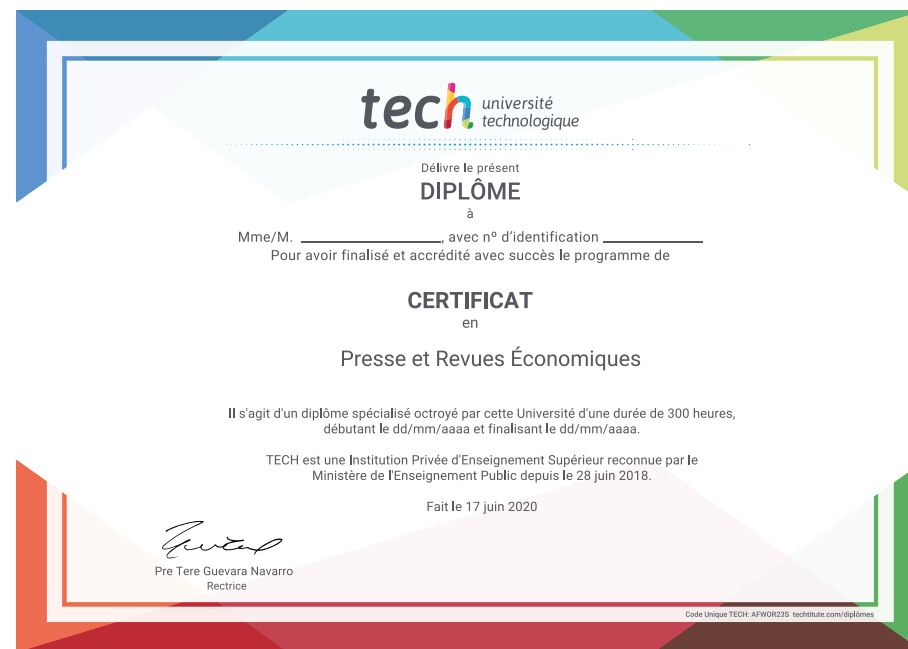 tech université
technologique
Délivre le présent
DIPLÔME
à
Mme/M. ____________________, avec nº d'identification ______________
Pour avoir finalisé et accrédité avec succès le programme de
CERTIFICAT
en
Presse et Revues Économiques
Il s'agit d'un diplôme spécialisé octroyé par cette Université d'une durée de 300 heures,
débutant le dd/mm/aaaa et finalisant le dd/mm/aaaa.
TECH est une Institution Privée d'Enseignement Supérieur reconnue par le
Ministère de l'Enseignement Public depuis le 28 juin 2018.
Fait le 17 juin 2020
Pre Tere Guevara Navarro
Rectrice
Code Unique TECH: AFWOR23S techtitute.com/diplômes